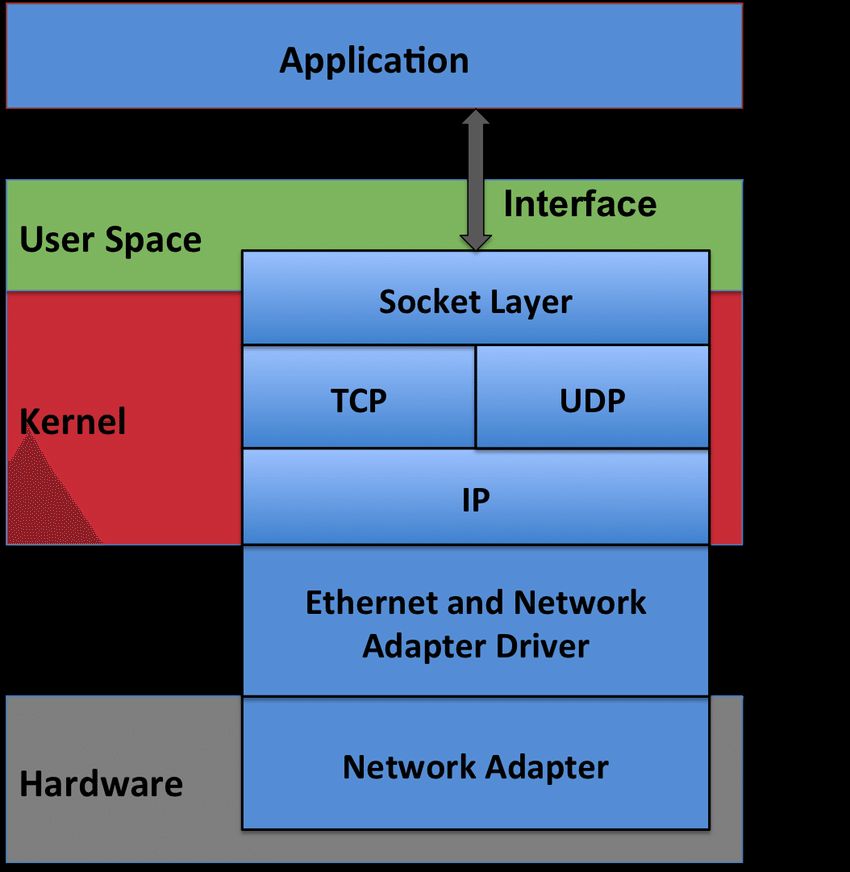 Application
Interface
User Space
Socket Layer
TCP
UDP
Kernel
IP
Ethernet and Network
Adapter Driver
Network Adapter
Hardware